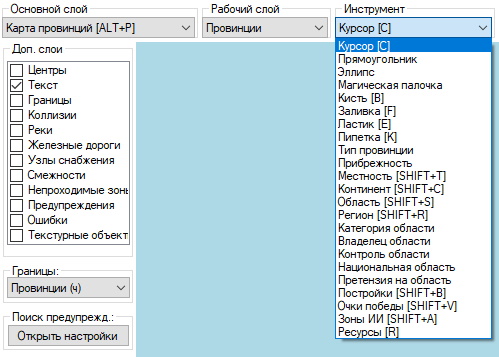 Основной слой
Рабочий слой
Инструмент
Карта провинций [ALT+P]
Провинции
Курсор [C]
Доп. слои
Центры
Текст
Границы
Коллизии
Реки
Железные дороги
Узлы снабжения
Смежности
Непроходимые зоны
Предупреждения
Ошибки
Текстурные объект
Границы:
Провинции (ч)
Поиск предупрежд.:
Открыть настройки
Курсор [C]
Прямоугольник
Эллипс
Магическая палочка
Кисть [B]
Заливка [F]
Ластик [E]
Пипетка [K]
Тип провинции
Прибрежность
Местность [SHIFT+T]
Континент [SHIFT+C]
Область [SHIFT+S]
Регион [SHIFT+R]
Категория области
Владелец области
Контроль области
Национальная область
Претензия на область
Постройки [SHIFT+B]
Очки победы [SHIFT+V]
Зоны ИИ [SHIFT+A]
Ресурсы [R]